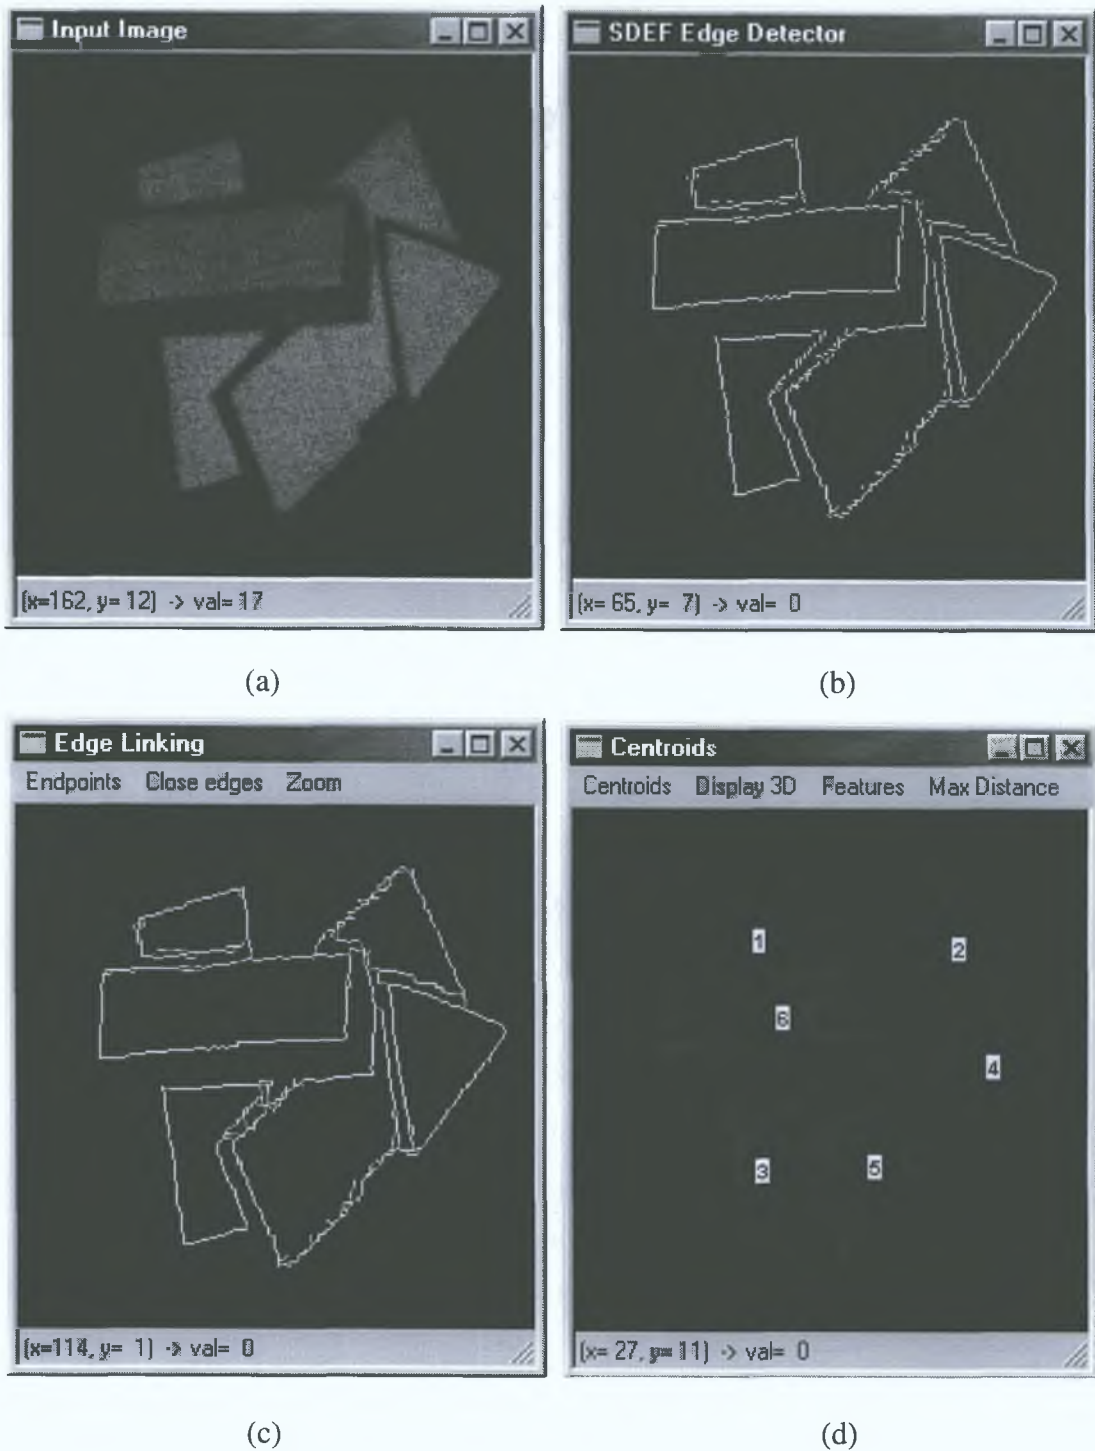 Input Image
(x=162, y= 12) -> val= 17
(a)
SDEF Edge Detector
(x= 65, y= 7) -> val= 0
(b)
Edge Linking
Endpoints Close edges Zoom
(x=114, y= 1) -> val= 0
(c)
Centroids
Centroids Display 3D Features Max Distance
1
2
6
4
3
5
(x= 27, y= 11) -> val= 0
(d)